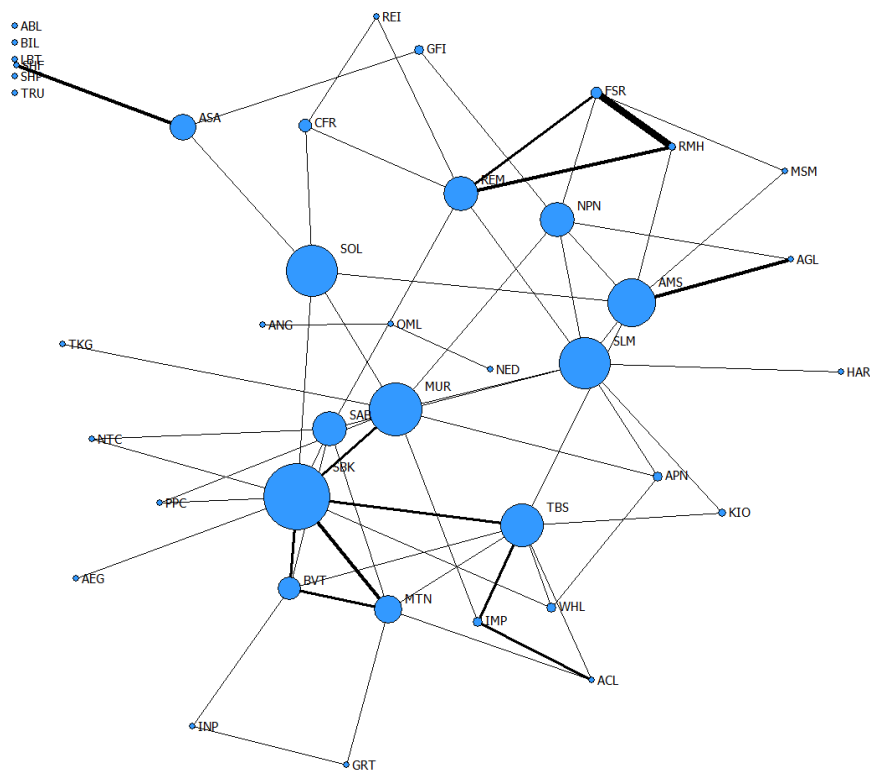 ABL
REI
BIL
GFI
LBT
SHF
SHP
FSR
TRU
ASA
CFR
RMH
MSM
REM
NPN
SOL
AGL
AMS
ANG
OML
TKG
SLM
NED
HAR
MUR
SAB
NTC
SBK
APN
PPC
TBS
KIO
AEG
BVT
MTN
WHL
IMP
ACL
INP
GRT